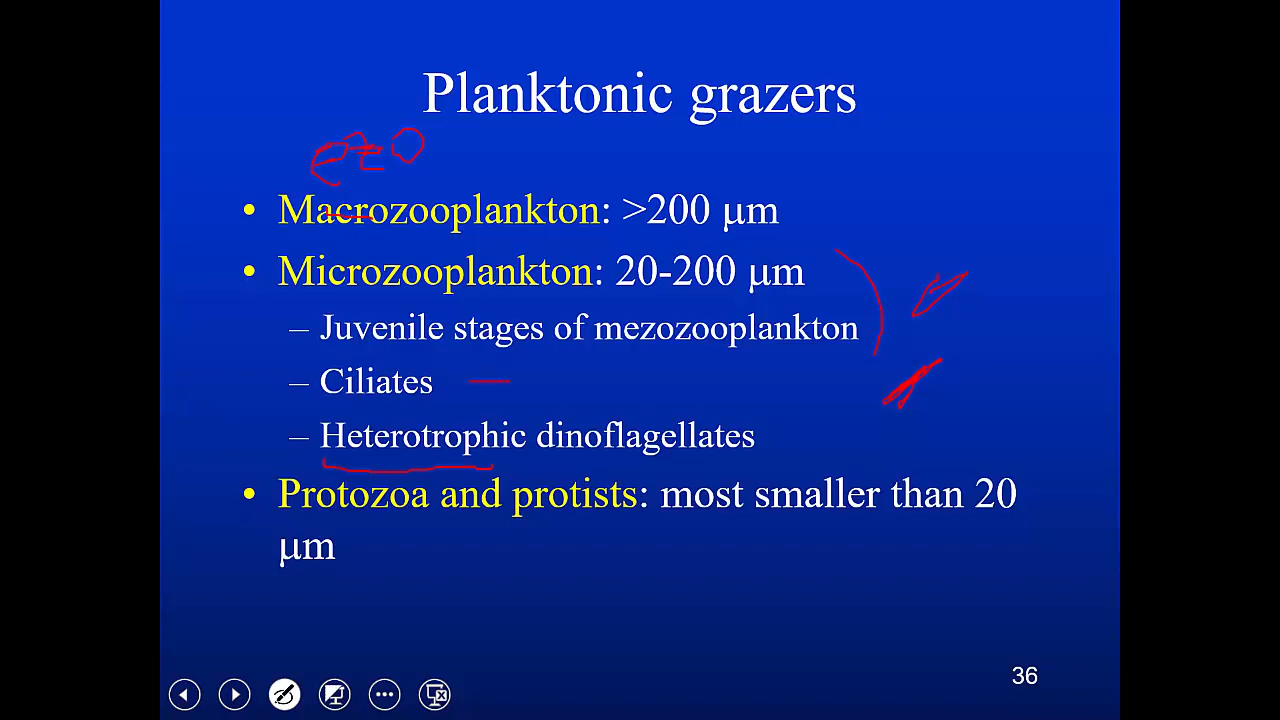 Planktonic grazers
ezo
• Macrozooplankton: >200 μm
• Microzooplankton: 20-200 μm
– Juvenile stages of mezozooplankton
– Ciliates
– Heterotrophic dinoflagellates
• Protozoa and protists: most smaller than 20
μm
36